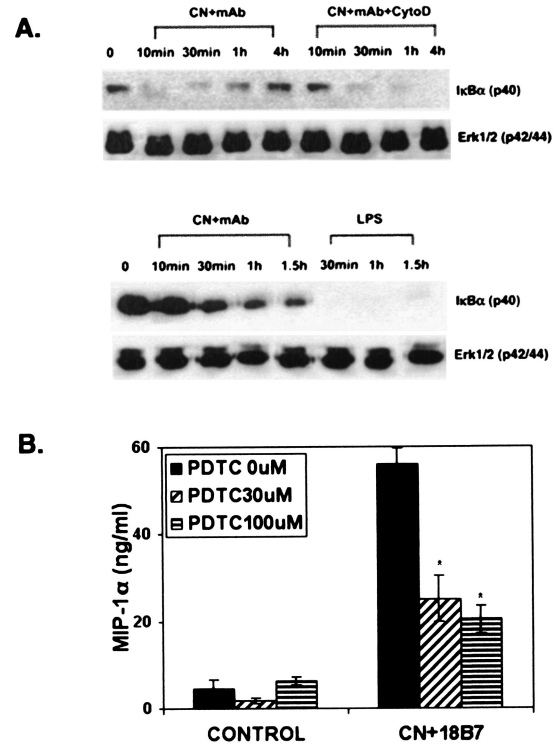 A.
CN+mAb CN+mAb+CytoD
0 10min 30min 1h 4h 10min 30min 1h 4h
IκBα (p40)
Erk1/2 (p42/44)
CN+mAb LPS
0 10min 30min 1h 1.5h 30min 1h 1.5h
IκBα (p40)
Erk1/2 (p42/44)
B.
60
40
20
0
MIP-1α (ng/ml)
PDTC 0uM
PDTC30uM
PDTC100uM
* *
CONTROL CN+18B7